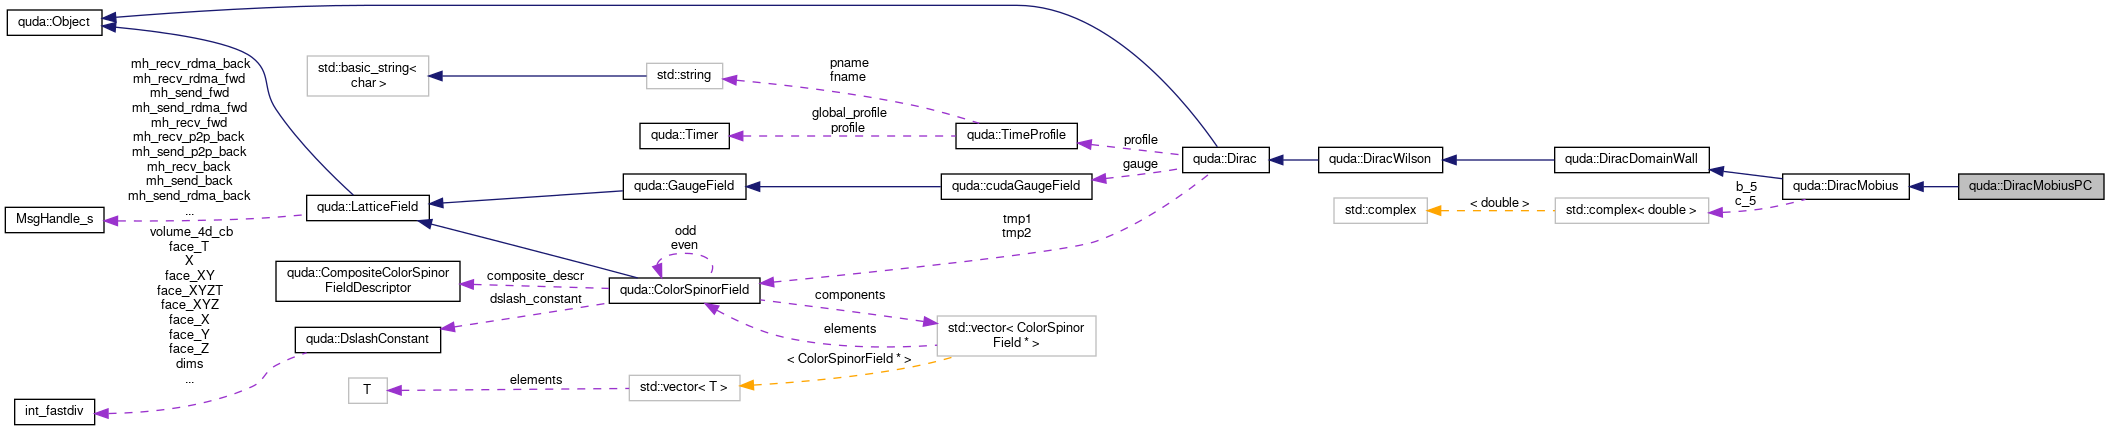 quda::Object
mh_recv_rdma_back
mh_recv_rdma_fwd
mh_send_fwd
mh_send_rdma_fwd
mh_recv_fwd
mh_recv_p2p_back
mh_send_p2p_back
mh_recv_back
mh_send_back
mh_send_rdma_back
...
MsgHandle_s
volume_4d_cb
face_T
X
face_XY
face_XYZT
face_XYZ
face_X
face_Y
face_Z
dims
...
int_fastdiv
std::basic_string<
char >
quda::LatticeField
quda::CompositeColorSpinor
FieldDescriptor
quda::DslashConstant
T
composite_descr
dslash_constant
elements
std::string
quda::Timer
quda::GaugeField
odd
even
quda::ColorSpinorField
std::vector< T >
pname
fname
global_profile
profile
components
elements
< ColorSpinorField * >
quda::TimeProfile
quda::cudaGaugeField
tmp1
tmp2
std::vector< ColorSpinor
Field * >
profile
gauge
quda::Dirac
quda::DiracWilson
std::complex
< double >
quda::DiracDomainWall
std::complex< double >
b_5
c_5
quda::DiracMobius
quda::DiracMobiusPC